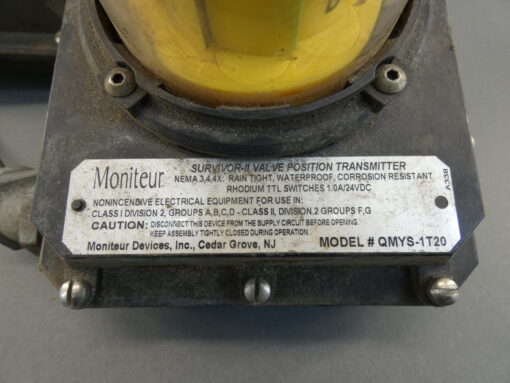 SURVIVOR-II VALVE POSITION TRANSMITTER
Moniteur NEMA 3,4,4X: RAIN TIGHT, WATERPROOF, CORROSION RESISTANT
RHODIUM TTL SWITCHES 1.0A/24VDC
NONINCENDIVE ELECTRICAL EQUIPMENT FOR USE IN:
CLASS I DIVISION 2, GROUPS A,B,C,D - CLASS II, DIVISION 2 GROUPS F,G
CAUTION: DISCONNECT THIS DEVICE FROM THE SUPPLY CIRCUIT BEFORE OPENING.
KEEP ASSEMBLY TIGHTLY CLOSED DURING OPERATION.
Moniteur Devices, Inc., Cedar Grove, NJ MODEL # QMYS-1T20
A338